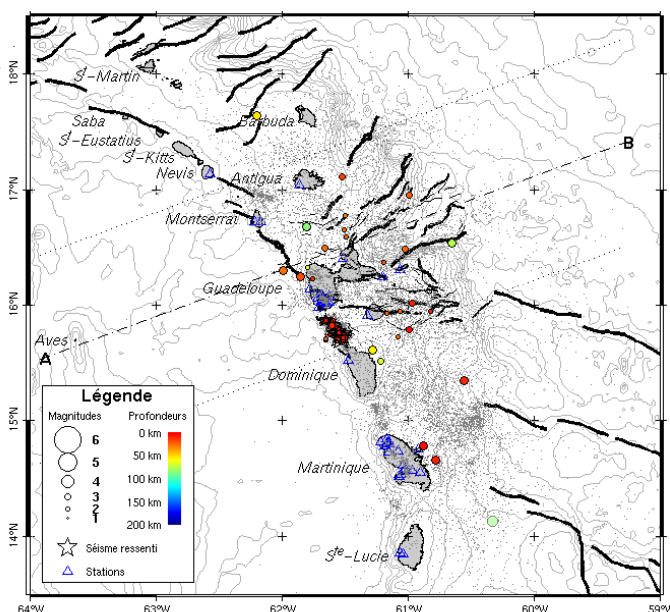 18°N
17°N
16°N
15°N
14°N
St-Martin
Saba
St-Eustatius
St-Kitts
Nevis
Barbuda
Antigua
Montserrat
Guadeloupe
Aves
Dominique
Martinique
Ste-Lucie
A
B
Légende
Magnitudes
Profondeurs
6
5
4
3
2
1
0 km
50 km
100 km
150 km
200 km
Séisme ressenti
Stations
64°W
63°W
62°W
61°W
60°W
59°W